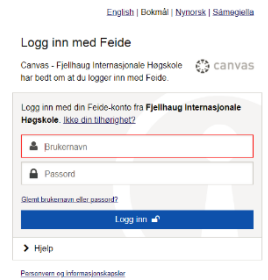 English | Bokmål | Nynorsk | Sámegiella
Logg inn med Feide
Canvas - Fjellhaug Internasjonale Høgskole
har bedt om at du logger inn med Feide.
canvas
Logg inn med din Feide-konto fra Fjellhaug Internasjonale
Høgskole. Ikke din tilhørighet?
Brukernavn
Passord
Glemt brukernavn eller passord?
Logg inn
Hjelp
Personvern og informasjonskapsler